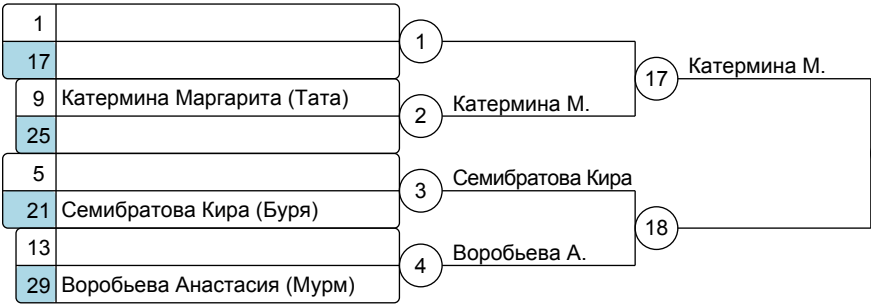 1
17
1
9 Катермина Маргарита (Тата)
25
2
Катермина М.
17
Катермина М.
5
21 Семибратова Кира (Буря)
3
Семибратова Кира
13
29 Воробьева Анастасия (Мурм)
4
Воробьева А.
18